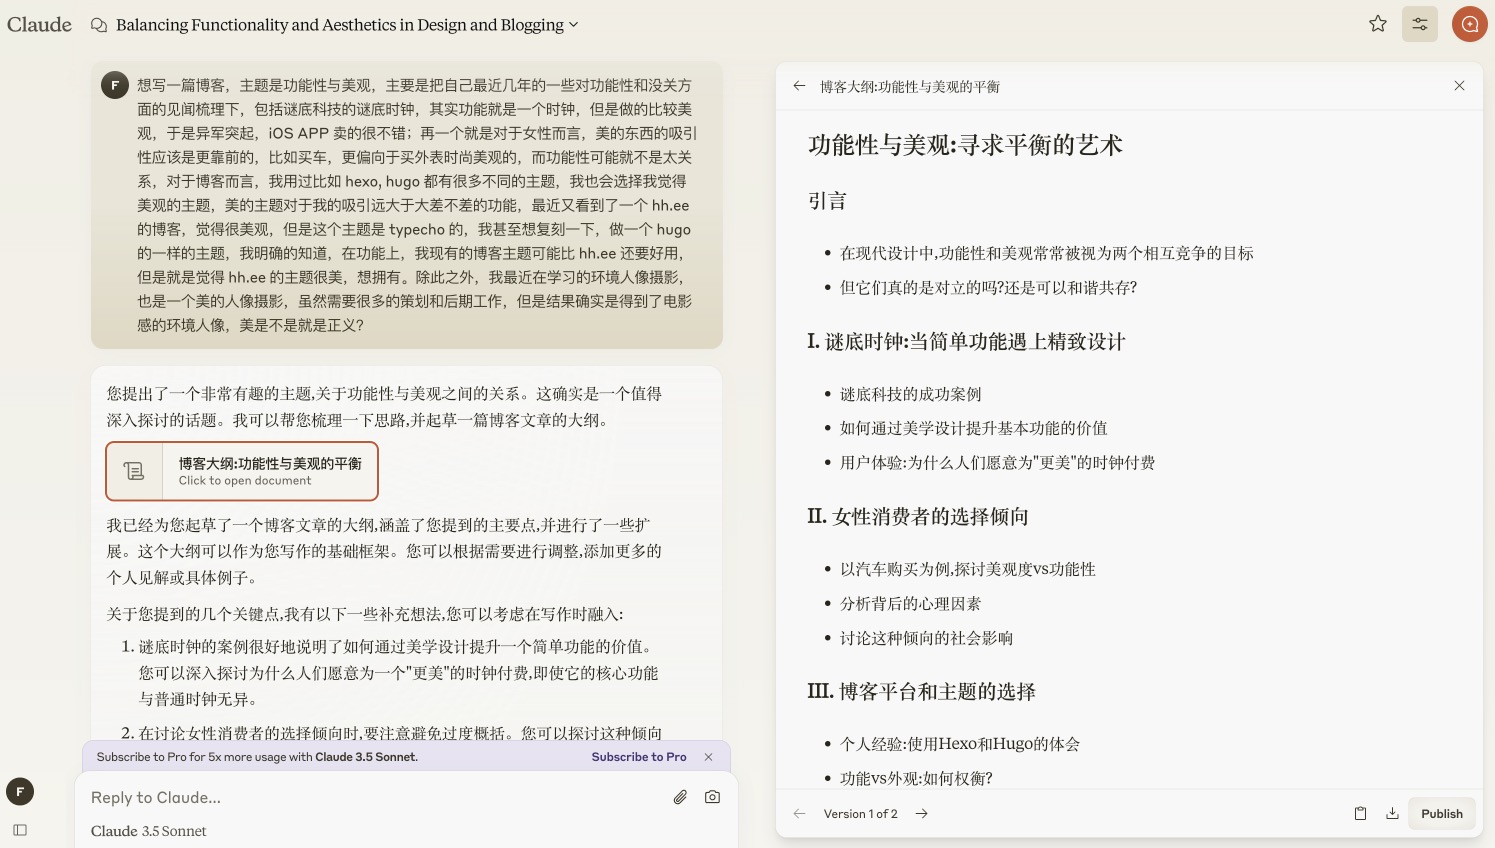 Claude
Balancing Functionality and Aesthetics in Design and Blogging
F
想写一篇博客，主题是功能性与美观，主要是把自己最近几年的一些对功能性和没关方
面的见闻梳理下，包括谜底科技的谜底时钟，其实功能就是一个时钟，但是做的比较美
观，于是异军突起，iOS APP 卖的很不错；再一个就是对于女性而言，美的东西的吸引
性应该是更靠前的，比如买车，更偏向于买外表时尚美观的，而功能性可能就不是太关
系，对于博客而言，我用过比如 hexo, hugo 都有很多不同的主题，我也会选择我觉得
美观的主题，美的主题对于我的吸引远大于大差不差的功能，最近又看到了一个 hh.ee
的博客，觉得很美观，但是这个主题是 typecho 的，我甚至想复刻一下，做一个 hugo
的一样的主题，我明确的知道，在功能上，我现有的博客主题可能比 hh.ee 还要好用，
但是就是觉得 hh.ee 的主题很美，想拥有。除此之外，我最近在学习的环境人像摄影，
也是一个美的人像摄影，虽然需要很多的策划和后期工作，但是结果确实是得到了电影
感的环境人像，美是不是就是正义?
您提出了一个非常有趣的主题,关于功能性与美观之间的关系。这确实是一个值得
深入探讨的话题。我可以帮您梳理一下思路,并起草一篇博客文章的大纲。
博客大纲:功能性与美观的平衡
Click to open document
我已经为您起草了一个博客文章的大纲,涵盖了您提到的主要点,并进行了一些扩
展。这个大纲可以作为您写作的基础框架。您可以根据需要进行调整,添加更多的
个人见解或具体例子。
关于您提到的几个关键点,我有以下一些补充想法,您可以考虑在写作时融入:
1. 谜底时钟的案例很好地说明了如何通过美学设计提升一个简单功能的价值。
您可以深入探讨为什么人们愿意为一个"更美"的时钟付费,即使它的核心功能
与普通时钟无异。
2. 在讨论女性消费者的选择倾向时,要注意避免过度概括。您可以探讨这种倾向
Subscribe to Pro for 5x more usage with Claude 3.5 Sonnet.
Subscribe to Pro
F
Reply to Claude...
Claude 3.5 Sonnet
博客大纲:功能性与美观的平衡
功能性与美观:寻求平衡的艺术
引言
• 在现代设计中,功能性和美观常常被视为两个相互竞争的目标
• 但它们真的是对立的吗?还是可以和谐共存?
I. 谜底时钟:当简单功能遇上精致设计
• 谜底科技的成功案例
• 如何通过美学设计提升基本功能的价值
• 用户体验:为什么人们愿意为"更美"的时钟付费
II. 女性消费者的选择倾向
• 以汽车购买为例,探讨美观度vs功能性
• 分析背后的心理因素
• 讨论这种倾向的社会影响
III. 博客平台和主题的选择
• 个人经验:使用Hexo和Hugo的体会
• 功能vs外观:如何权衡?
Version 1 of 2
Publish